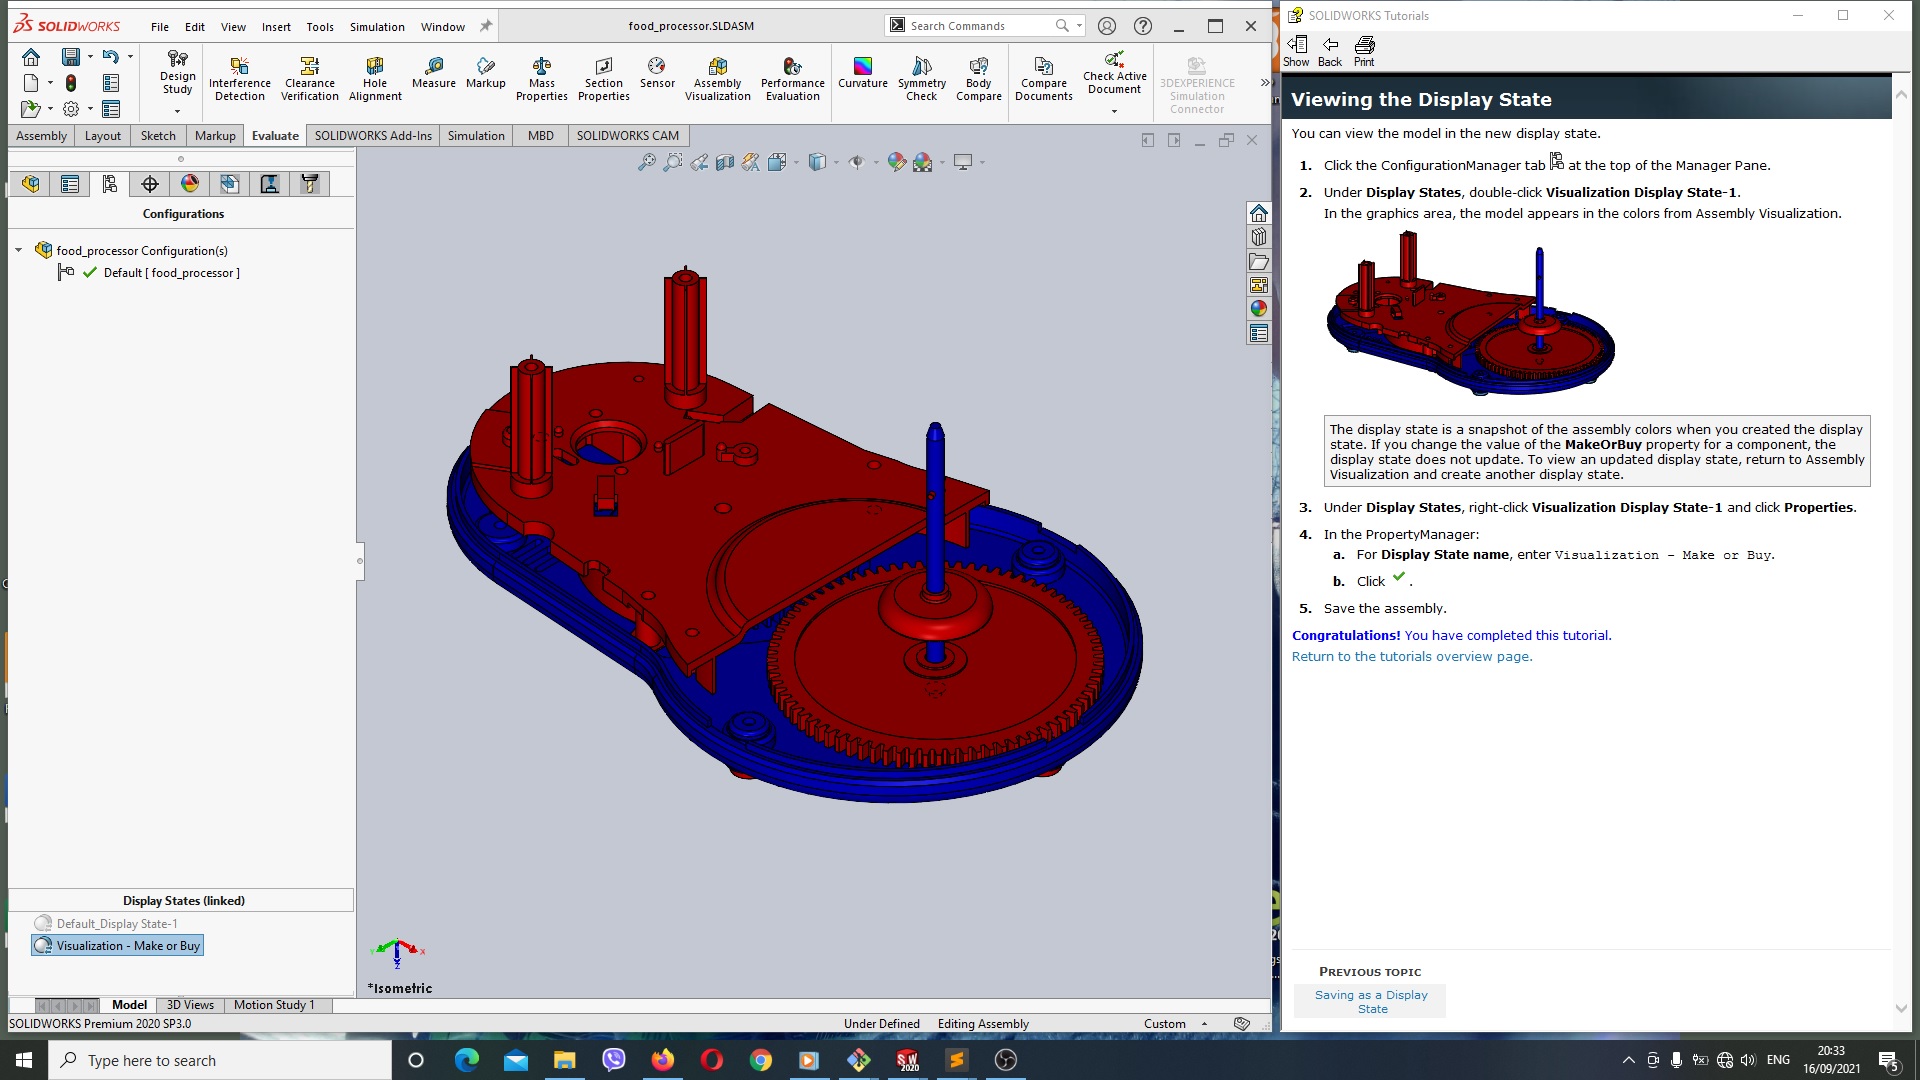 SOLIDWORKS
File Edit View Insert Tools Simulation Window
food_processor.SLDASM
Search Commands
Design Study
Interference Detection
Clearance Verification
Hole Alignment
Measure
Markup
Mass Properties
Section Properties
Sensor
Assembly Visualization
Performance Evaluation
Curvature
Symmetry Check
Body Compare
Compare Documents
Check Active Document
3DEXPERIENCE Simulation Connector
Assembly Layout Sketch Markup Evaluate SOLIDWORKS Add-Ins Simulation MBD SOLIDWORKS CAM
Configurations
food_processor Configuration(s)
Default [ food_processor ]
Display States (linked)
Default_Display State-1
Visualization - Make or Buy
Y X
Z
*Isometric
Model 3D Views Motion Study 1
SOLIDWORKS Premium 2020 SP3.0
Under Defined Editing Assembly Custom
SOLIDWORKS Tutorials
Show Back Print
Viewing the Display State
You can view the model in the new display state.
1. Click the ConfigurationManager tab at the top of the Manager Pane.
2. Under Display States, double-click Visualization Display State-1.
In the graphics area, the model appears in the colors from Assembly Visualization.
The display state is a snapshot of the assembly colors when you created the display
state. If you change the value of the MakeOrBuy property for a component, the
display state does not update. To view an updated display state, return to Assembly
Visualization and create another display state.
3. Under Display States, right-click Visualization Display State-1 and click Properties.
4. In the PropertyManager:
a. For Display State name, enter Visualization - Make or Buy.
b. Click .
5. Save the assembly.
Congratulations! You have completed this tutorial.
Return to the tutorials overview page.
PREVIOUS TOPIC
Saving as a Display
State
Type here to search
SW 2020
ENG
20:33
16/09/2021
5